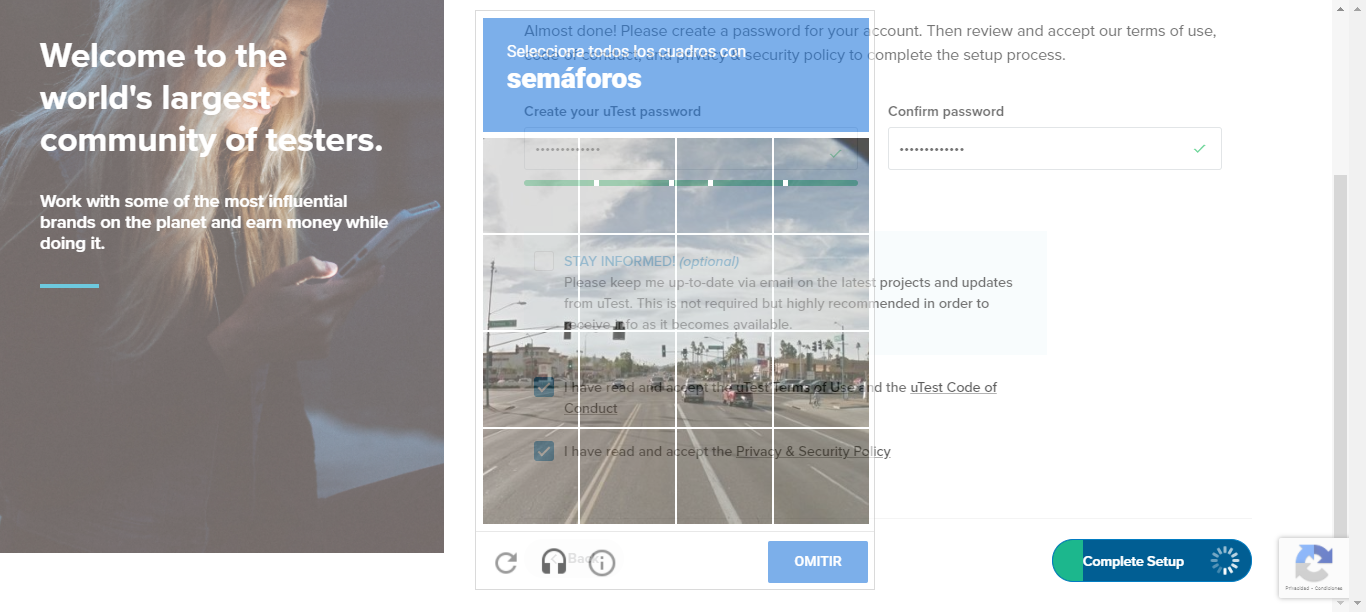 Welcome to the
world's largest
community of testers.
Work with some of the most influential
brands on the planet and earn money while
doing it.
Almost done! Please create a password for your account. Then review and accept our terms of use,
code of conduct, and privacy & security policy to complete the setup process.
Selecciona todos los cuadros con
semáforos
Create your uTest password
Confirm password
•••••••••••••
•••••••••••••
STAY INFORMED! (optional)
Please keep me up-to-date via email on the latest projects and updates
from uTest. This is not required but highly recommended in order to
receive info as it becomes available.
I have read and accept the uTest Terms of Use and the uTest Code of
Conduct
I have read and accept the Privacy & Security Policy
Back
OMITIR
Complete Setup
Privacidad - Condiciones